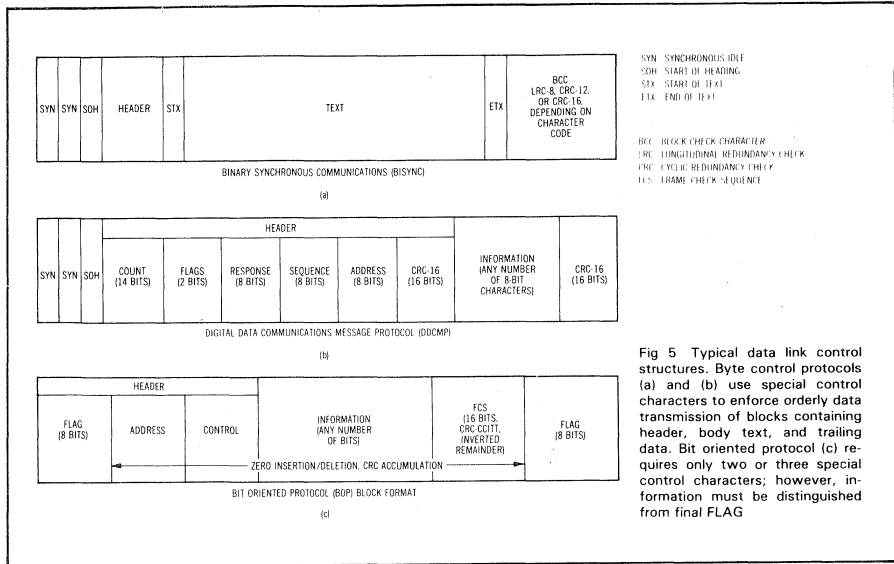 SYN SYN SOH HEADER STX TEXT ETX
BCC
LRC-8, CRC-12,
OR CRC-16,
DEPENDING ON
CHARACTER
CODE
BINARY SYNCHRONOUS COMMUNICATIONS (BISYNC)
(a)
SYN SYNCHRONOUS IDLE
SOH START OF HEADING
STX START OF TEXT
ETX END OF TEXT
BCC BLOCK CHECK CHARACTER
LRC LONGITUDINAL REDUNDANCY CHECK
CRC CYCLIC REDUNDANCY CHECK
FCS FRAME CHECK SEQUENCE
HEADER
SYN SYN SOH
COUNT
(14 BITS)
FLAGS
(2 BITS)
RESPONSE
(8 BITS)
SEQUENCE
(8 BITS)
ADDRESS
(8 BITS)
CRC-16
(16 BITS)
INFORMATION
(ANY NUMBER
OF 8-BIT
CHARACTERS)
CRC-16
(16 BITS)
DIGITAL DATA COMMUNICATIONS MESSAGE PROTOCOL (DDCMP)
(b)
HEADER
FLAG
(8 BITS)
ADDRESS
CONTROL
INFORMATION
(ANY NUMBER
OF BITS)
FCS
(16 BITS,
CRC-CCITT,
INVERTED
REMAINDER)
FLAG
(8 BITS)
ZERO INSERTION/DELETION, CRC ACCUMULATION
BIT ORIENTED PROTOCOL (BOP) BLOCK FORMAT
(c)
Fig 5 Typical data link control
structures. Byte control protocols
(a) and (b) use special control
characters to enforce orderly data
transmission of blocks containing
header, body text, and trailing
data. Bit oriented protocol (c) re-
quires only two or three special
control characters; however, in-
formation must be distinguished
from final FLAG